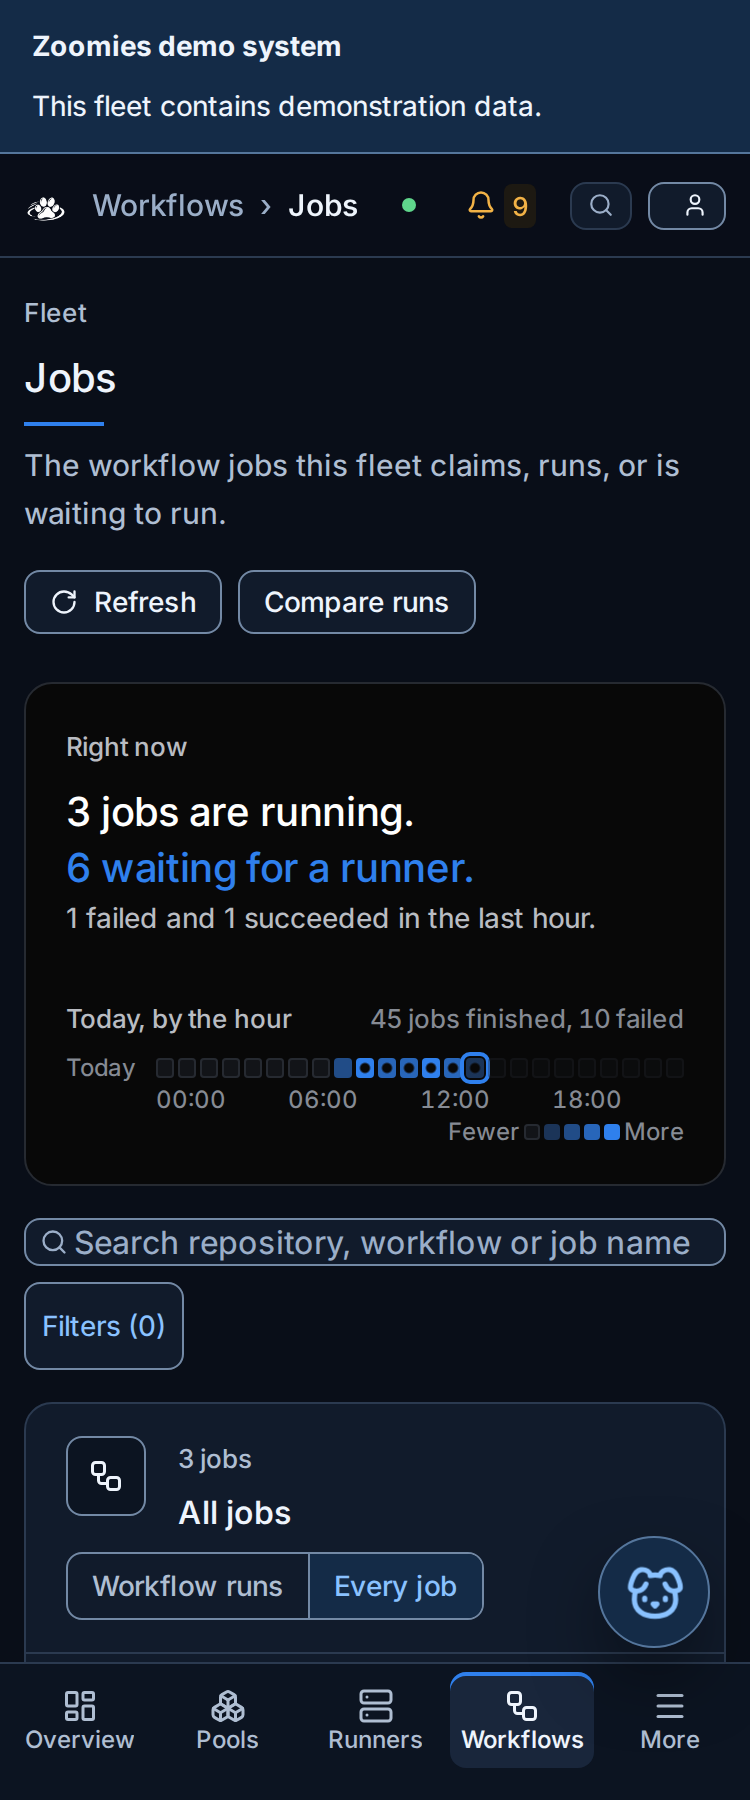 Zoomies demo system
This fleet contains demonstration data.
Workflows › Jobs
9
Fleet
Jobs
The workflow jobs this fleet claims, runs, or is
waiting to run.
Refresh
Compare runs
Right now
3 jobs are running.
6 waiting for a runner.
1 failed and 1 succeeded in the last hour.
Today, by the hour
45 jobs finished, 10 failed
Today
00:00 06:00 12:00 18:00
Fewer More
Search repository, workflow or job name
Filters (0)
3 jobs
All jobs
Workflow runs
Every job
Overview
Pools
Runners
Workflows
More